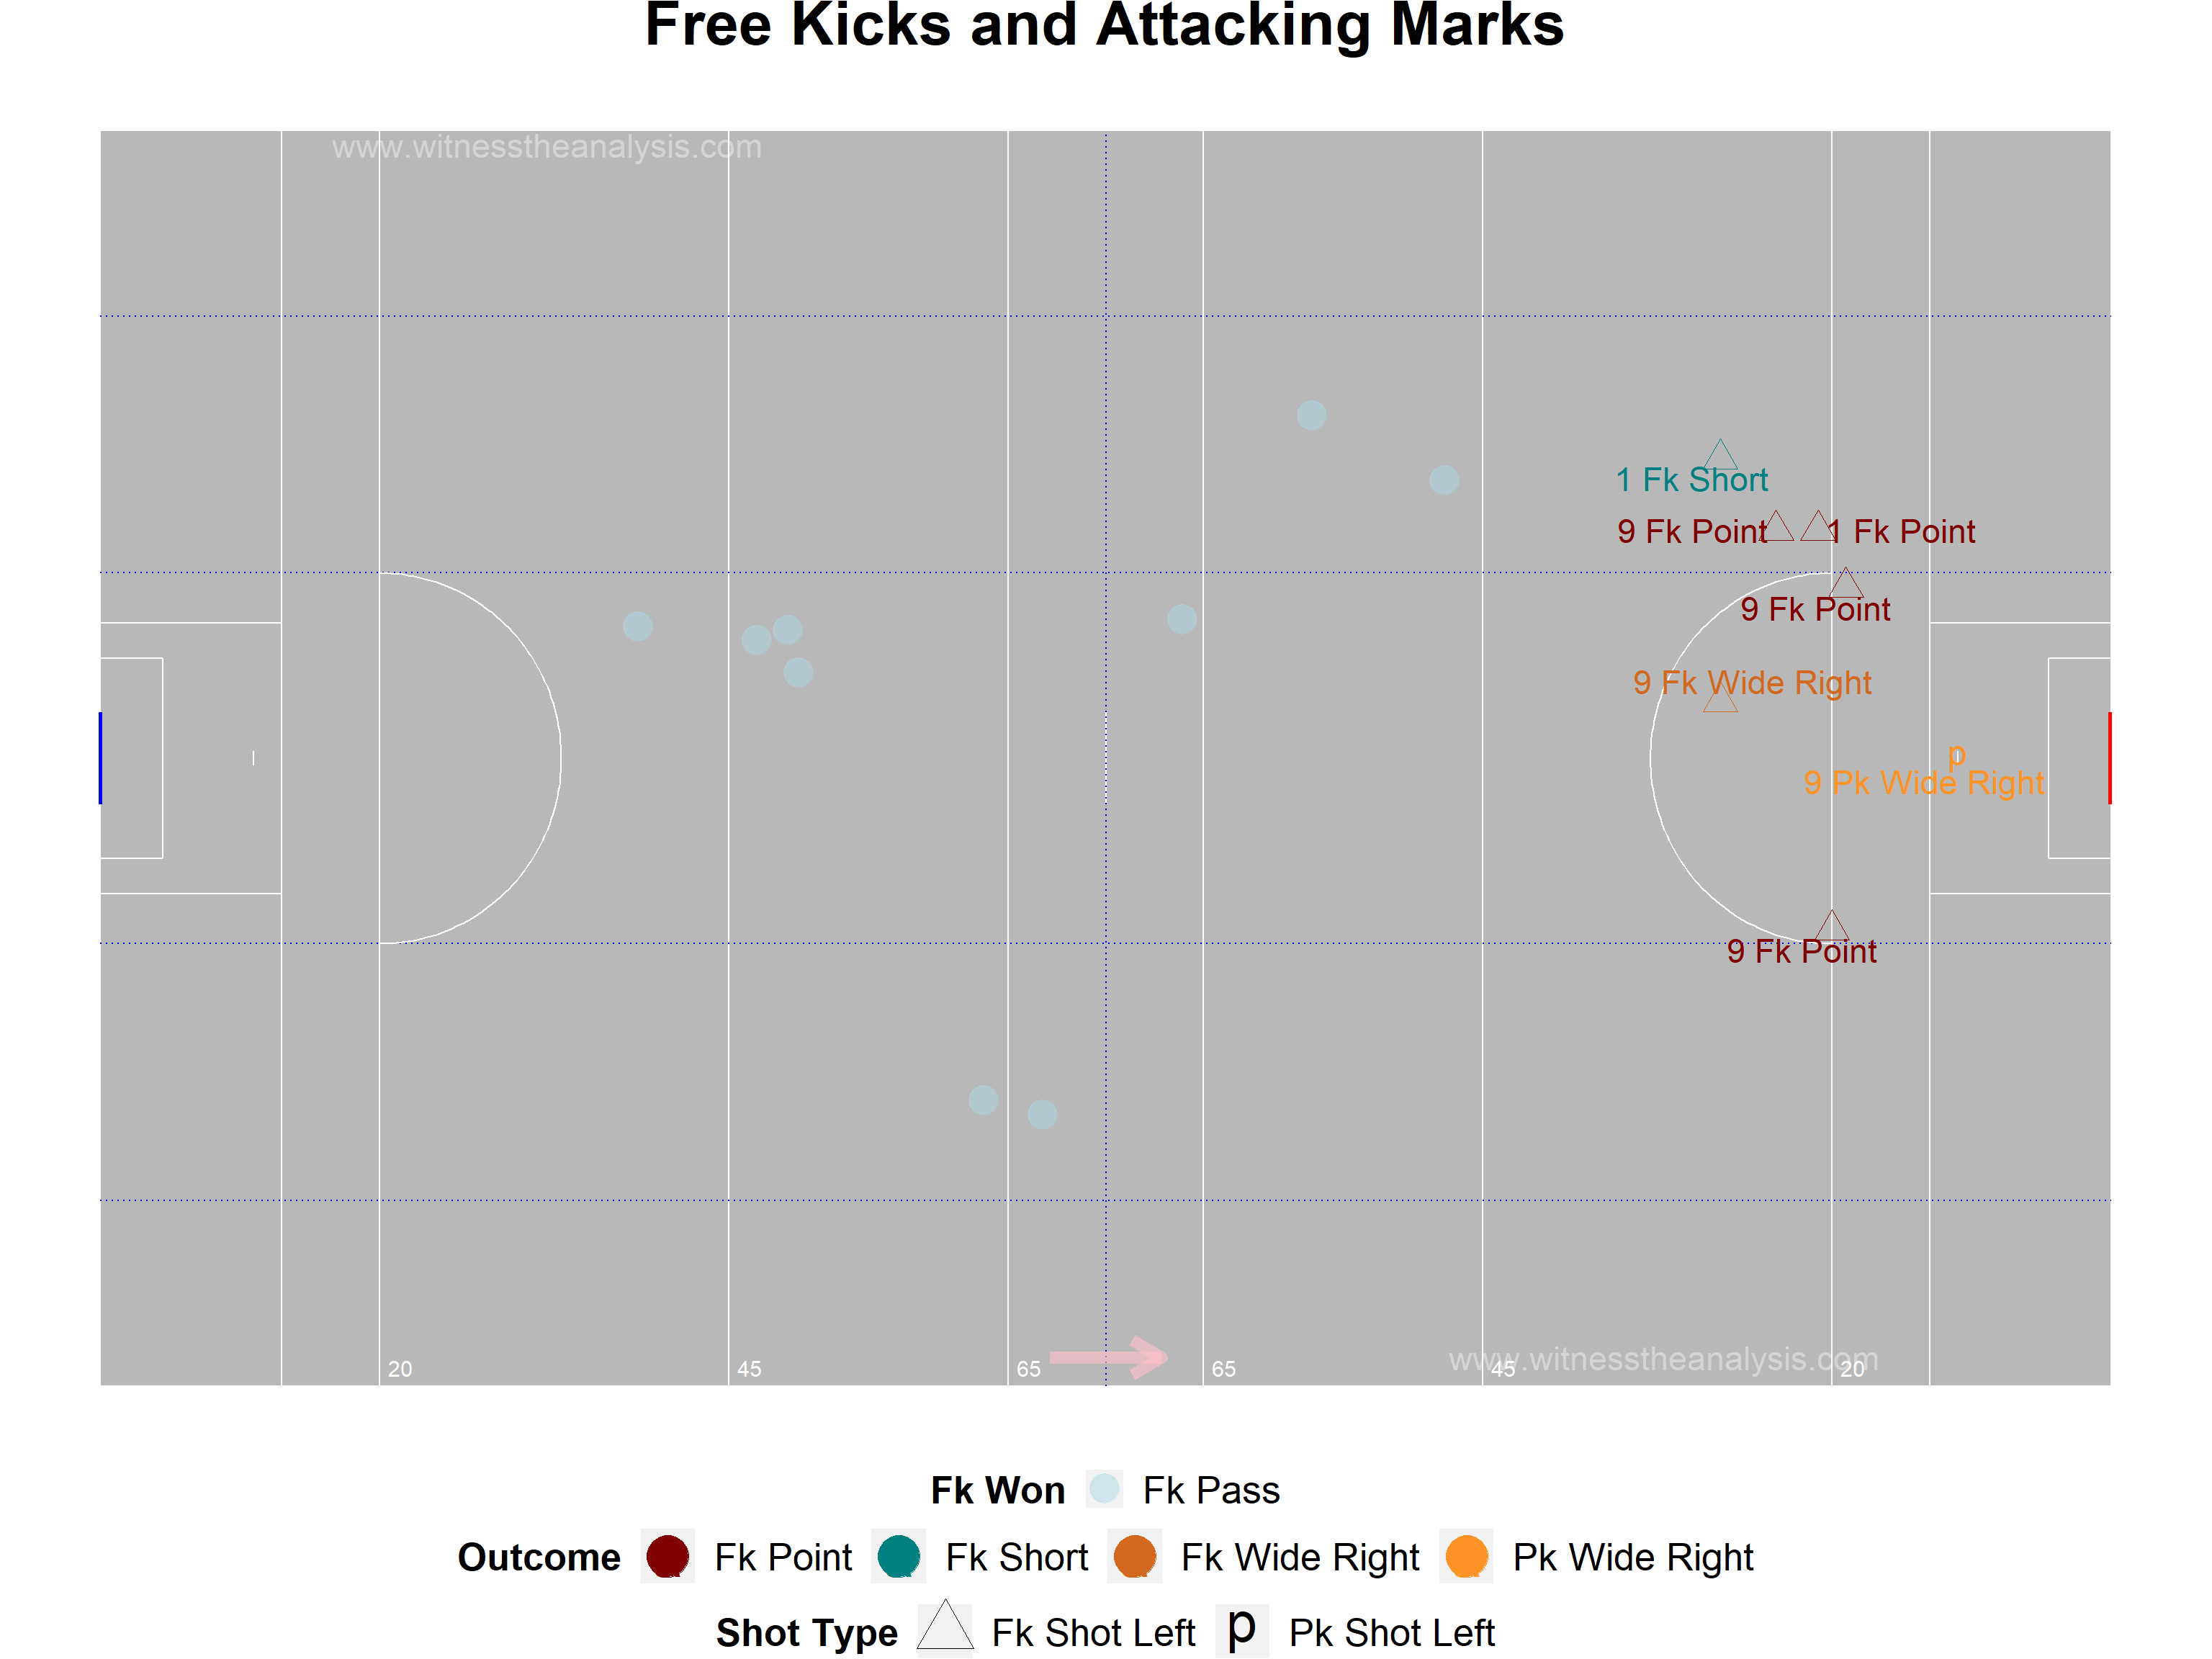 Free Kicks and Attacking Marks
www.witnesstheanalysis.com
1 Fk Short
9 Fk Point
1 Fk Point
9 Fk Point
9 Fk Wide Right
p
9 Pk Wide Right
9 Fk Point
www.witnesstheanalysis.com
20 45 65 65 45 20
Fk Won Fk Pass
Outcome Fk Point Fk Short Fk Wide Right Pk Wide Right
Shot Type Fk Shot Left p Pk Shot Left